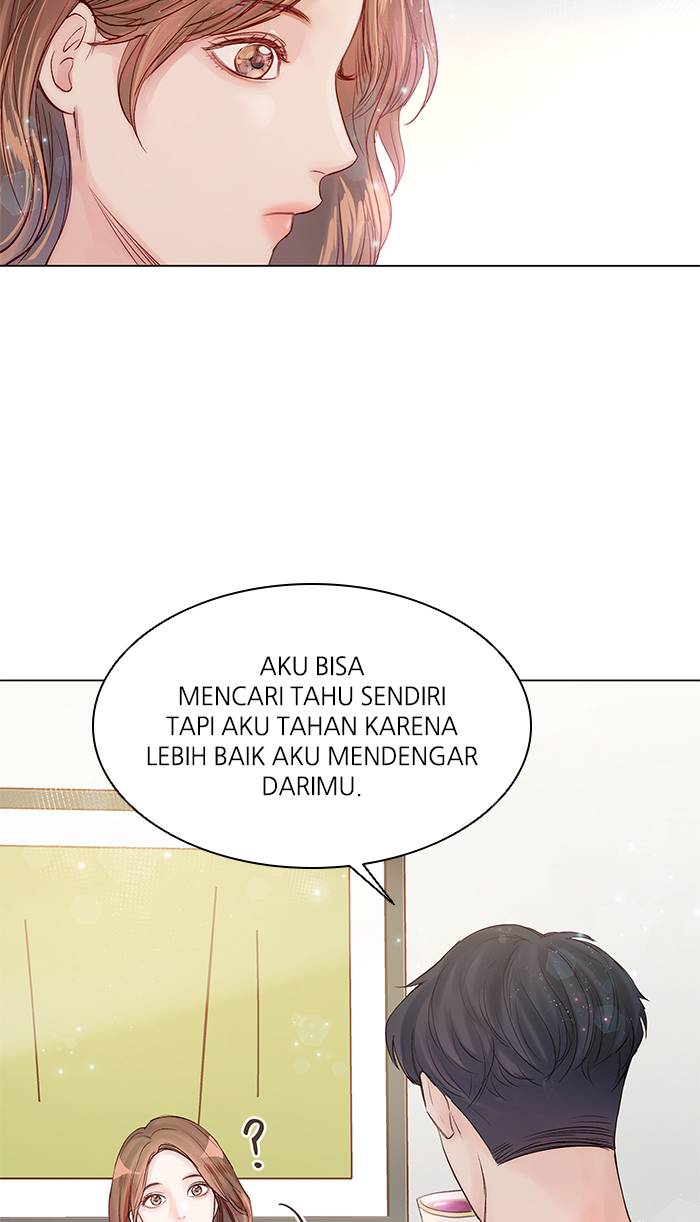 AKU BISA
MENCARI TAHU SENDIRI
TAPI AKU TAHAN KARENA
LEBIH BAIK AKU MENDENGAR
DARIMU.
?